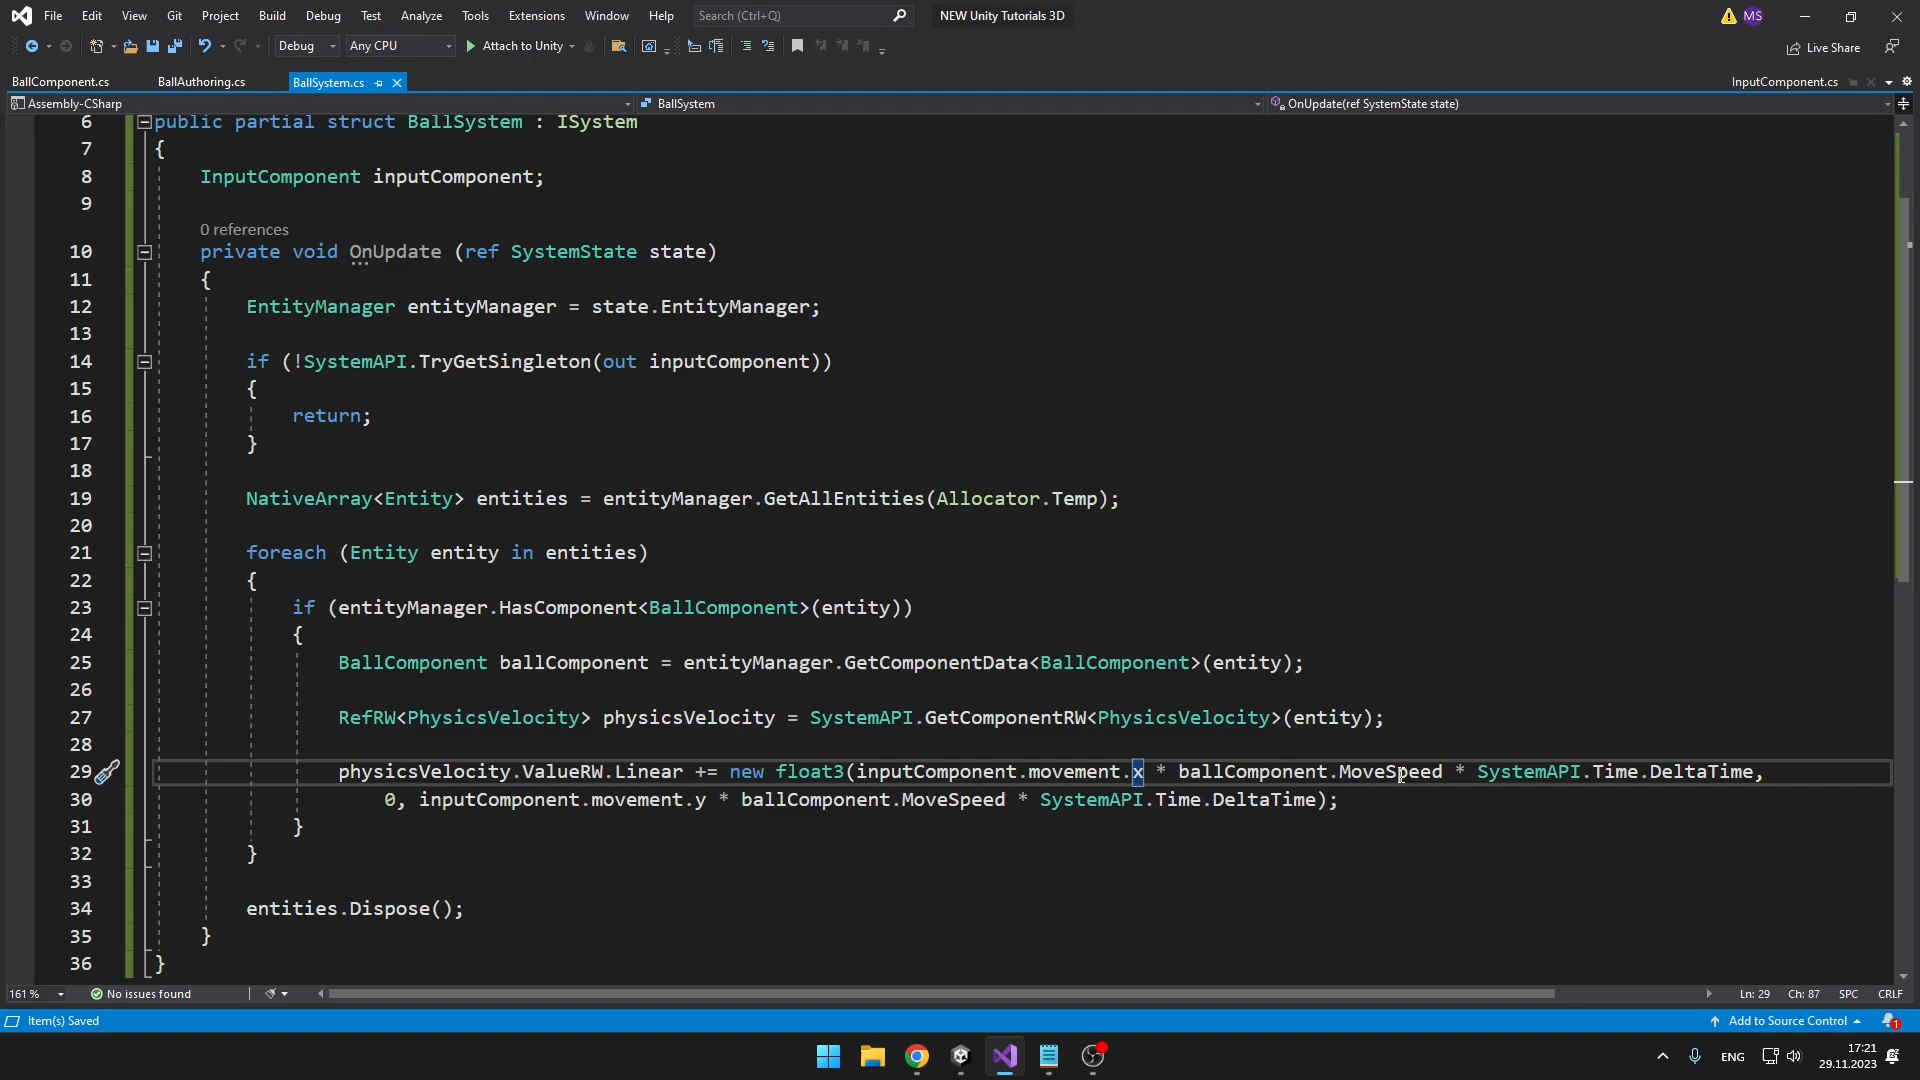 File Edit View Git Project Build Debug Test Analyze Tools Extensions Window Help Search (Ctrl+Q) NEW Unity Tutorials 3D MS
Debug Any CPU Attach to Unity Live Share
BallComponent.cs BallAuthoring.cs BallSystem.cs InputComponent.cs
Assembly-CSharp BallSystem OnUpdate(ref SystemState state)
6 public partial struct BallSystem : ISystem
7 {
8 InputComponent inputComponent;
9
0 references
10 private void OnUpdate (ref SystemState state)
11 {
12 EntityManager entityManager = state.EntityManager;
13
14 if (!SystemAPI.TryGetSingleton(out inputComponent))
15 {
16 return;
17 }
18
19 NativeArray<Entity> entities = entityManager.GetAllEntities(Allocator.Temp);
20
21 foreach (Entity entity in entities)
22 {
23 if (entityManager.HasComponent<BallComponent>(entity))
24 {
25 BallComponent ballComponent = entityManager.GetComponentData<BallComponent>(entity);
26
27 RefRW<PhysicsVelocity> physicsVelocity = SystemAPI.GetComponentRW<PhysicsVelocity>(entity);
28
29 physicsVelocity.ValueRW.Linear += new float3(inputComponent.movement.x * ballComponent.MoveSpeed * SystemAPI.Time.DeltaTime,
30 0, inputComponent.movement.y * ballComponent.MoveSpeed * SystemAPI.Time.DeltaTime);
31 }
32 }
33
34 entities.Dispose();
35 }
36 }
161 % No issues found Ln: 29 Ch: 87 SPC CRLF
Item(s) Saved Add to Source Control 1
ENG 17:21
29.11.2023